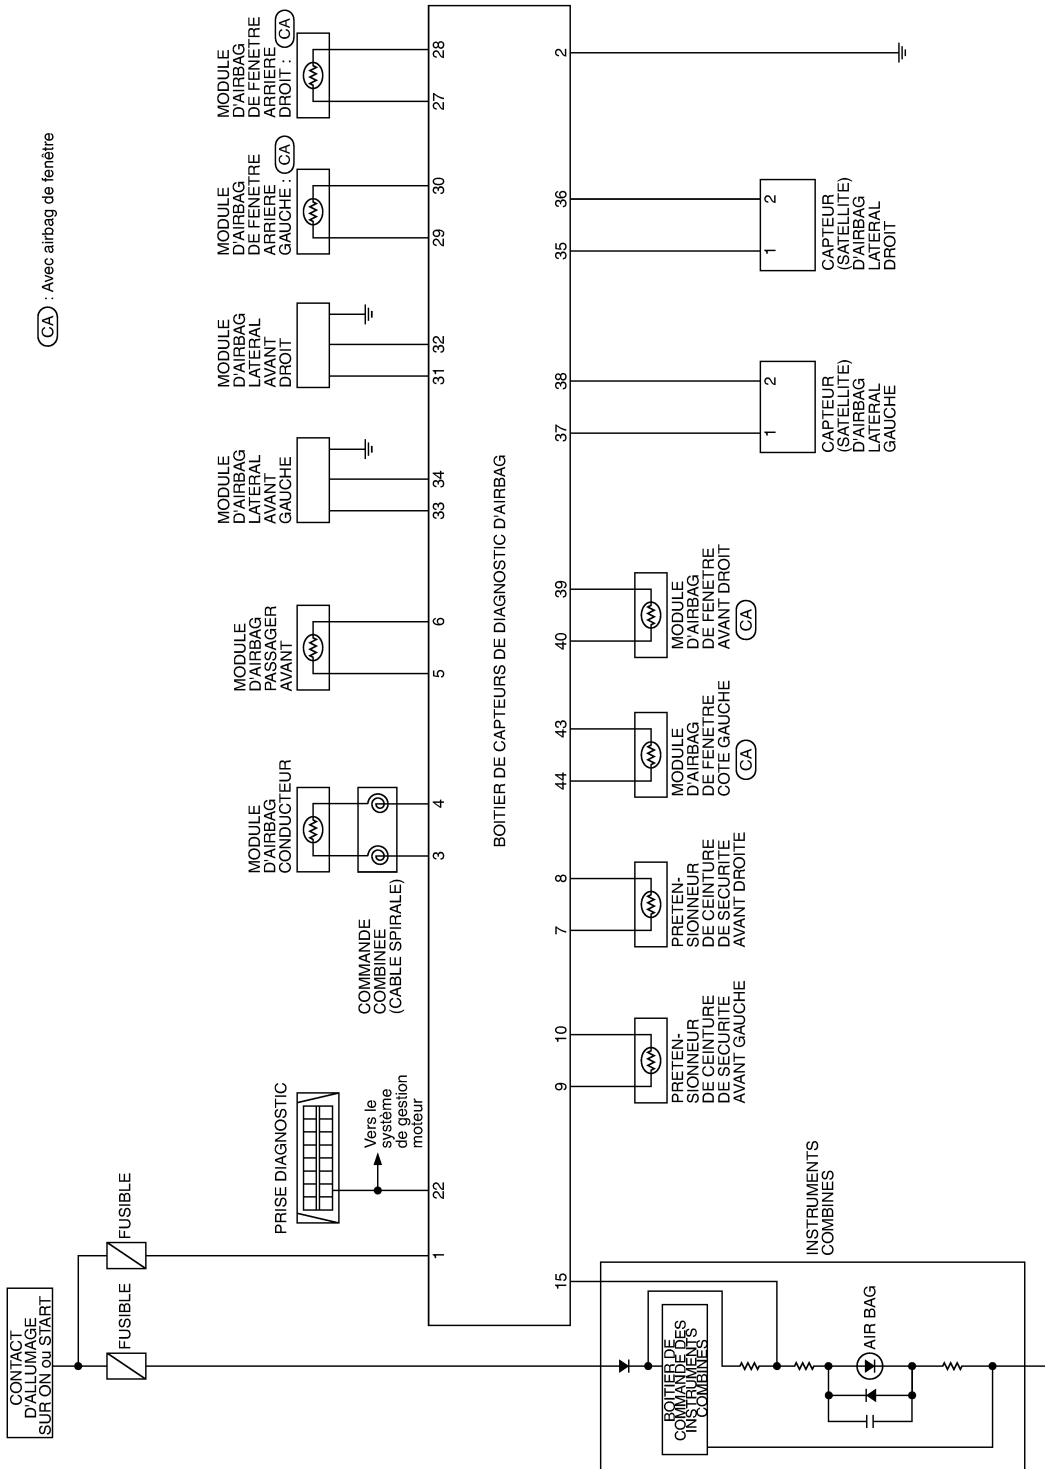 CONTACT
D'ALLUMAGE
SUR ON ou START
FUSIBLE
FUSIBLE
PRISE DIAGNOSTIC
Vers le
système
de gestion
moteur
COMMANDE
COMBINEE
(CABLE SPIRALE)
MODULE
D'AIRBAG
CONDUCTEUR
MODULE
D'AIRBAG
PASSAGER
AVANT
MODULE
D'AIRBAG
LATERAL
AVANT
GAUCHE
MODULE
D'AIRBAG
LATERAL
AVANT
DROIT
MODULE
D'AIRBAG
DE FENETRE
ARRIERE
GAUCHE : CA
MODULE
D'AIRBAG
DE FENETRE
ARRIERE
DROIT : CA
CA : Avec airbag de fenêtre
1
22
3
4
5
6
33
34
31
32
29
30
27
28
BOITIER DE CAPTEURS DE DIAGNOSTIC D'AIRBAG
15
9
10
7
8
44
43
40
39
37
38
35
36
2
PRETEN-
SIONNEUR
DE CEINTURE
DE SECURITE
AVANT GAUCHE
PRETEN-
SIONNEUR
DE CEINTURE
DE SECURITE
AVANT DROITE
MODULE
D'AIRBAG
DE FENETRE
COTE GAUCHE
CA
MODULE
D'AIRBAG
DE FENETRE
AVANT DROIT
CA
1
2
CAPTEUR
(SATELLITE)
D'AIRBAG
LATERAL
GAUCHE
1
2
CAPTEUR
(SATELLITE)
D'AIRBAG
LATERAL
DROIT
BOITIER DE
COMMANDE DES
INSTRUMENTS
COMBINES
AIR BAG
INSTRUMENTS
COMBINES